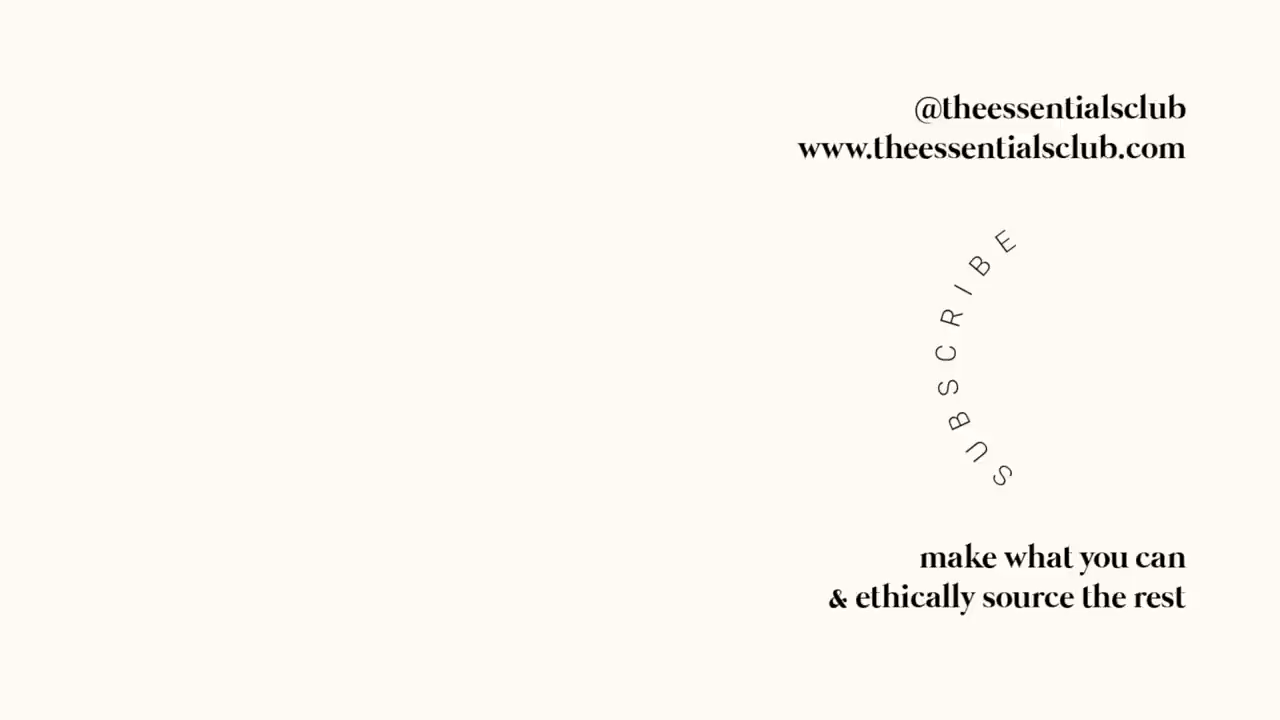 @theessentialsclub
www.theessentialsclub.com
SUBSCRIBE
make what you can
& ethically source the rest